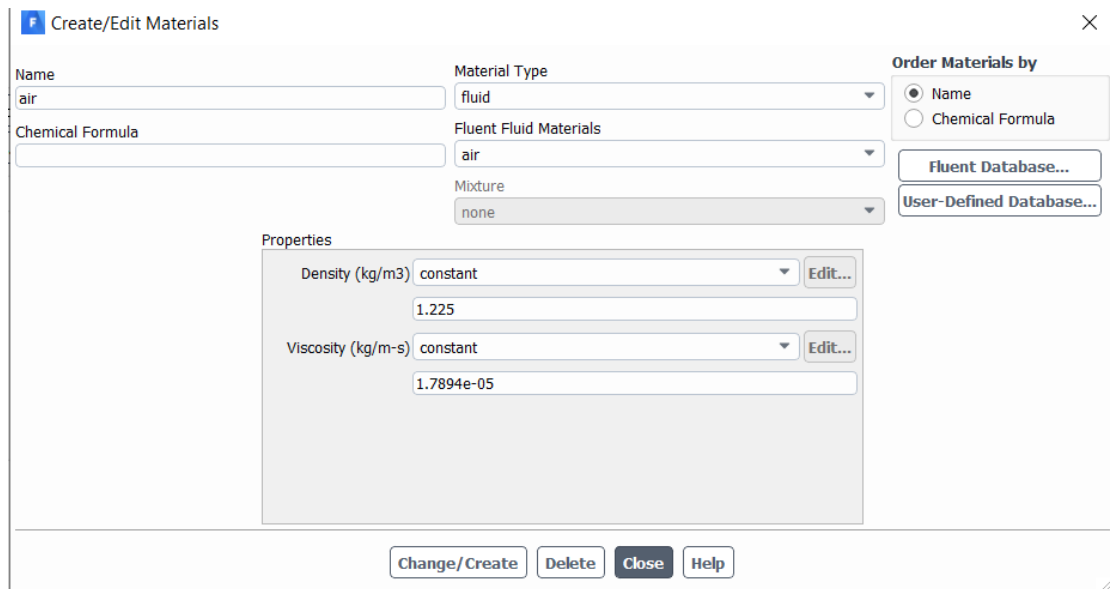 F Create/Edit Materials
Name
air
Chemical Formula
Material Type
fluid
Fluent Fluid Materials
air
Mixture
none
Order Materials by
Name
Chemical Formula
Fluent Database...
User-Defined Database...
Properties
Density (kg/m3) constant Edit...
1.225
Viscosity (kg/m-s) constant Edit...
1.7894e-05
Change/Create Delete Close Help